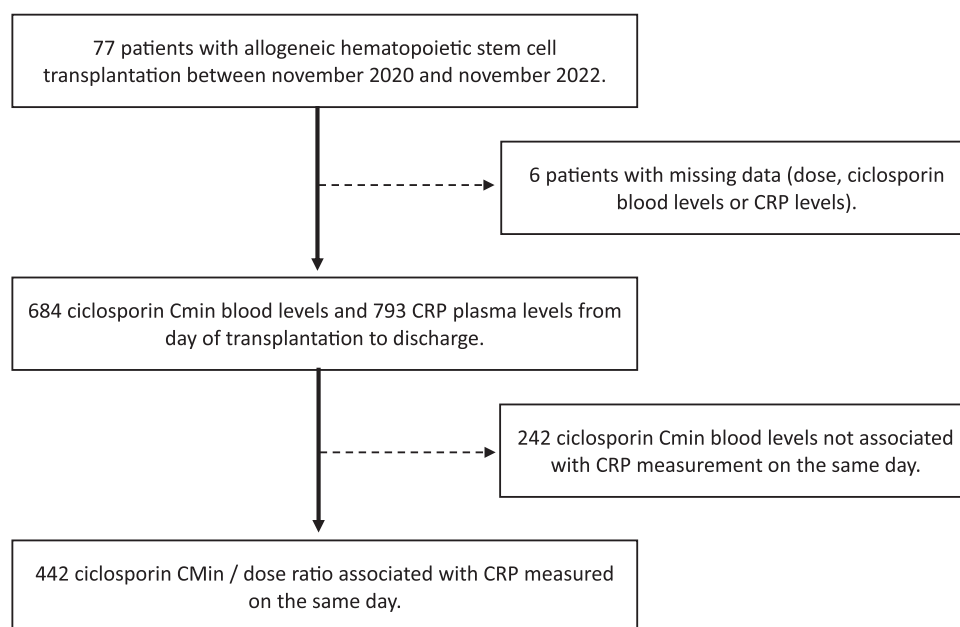 77 patients with allogeneic hematopoietic stem cell
transplantation between november 2020 and november 2022.
6 patients with missing data (dose, ciclosporin
blood levels or CRP levels).
684 ciclosporin Cmin blood levels and 793 CRP plasma levels from
day of transplantation to discharge.
242 ciclosporin Cmin blood levels not associated
with CRP measurement on the same day.
442 ciclosporin CMin / dose ratio associated with CRP measured
on the same day.